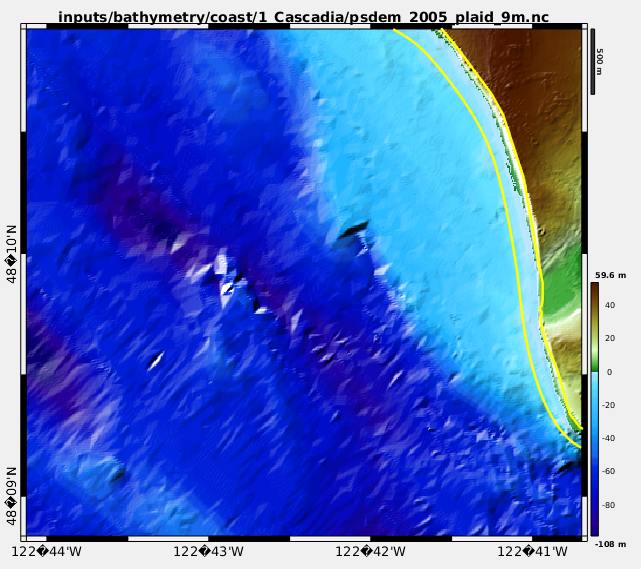 inputs/bathymetry/coast/1_Cascadia/psdem_2005_plaid_9m.nc
500 m
48�10'N
59.6 m
40
20
0
-20
-40
-60
-80
48�09'N
-108 m
122�44'W
122�43'W
122�42'W
122�41'W